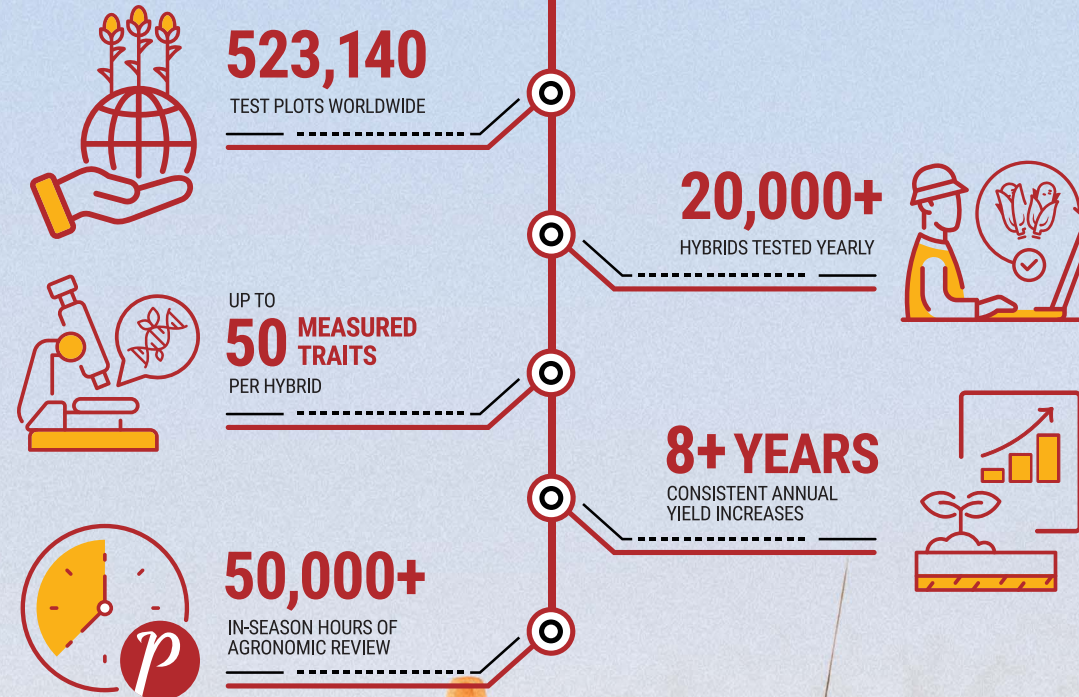 523,140
TEST PLOTS WORLDWIDE
20,000+
HYBRIDS TESTED YEARLY
UP TO
50 MEASURED
TRAITS
PER HYBRID
8+ YEARS
CONSISTENT ANNUAL
YIELD INCREASES
50,000+
IN-SEASON HOURS OF
AGRONOMIC REVIEW
p